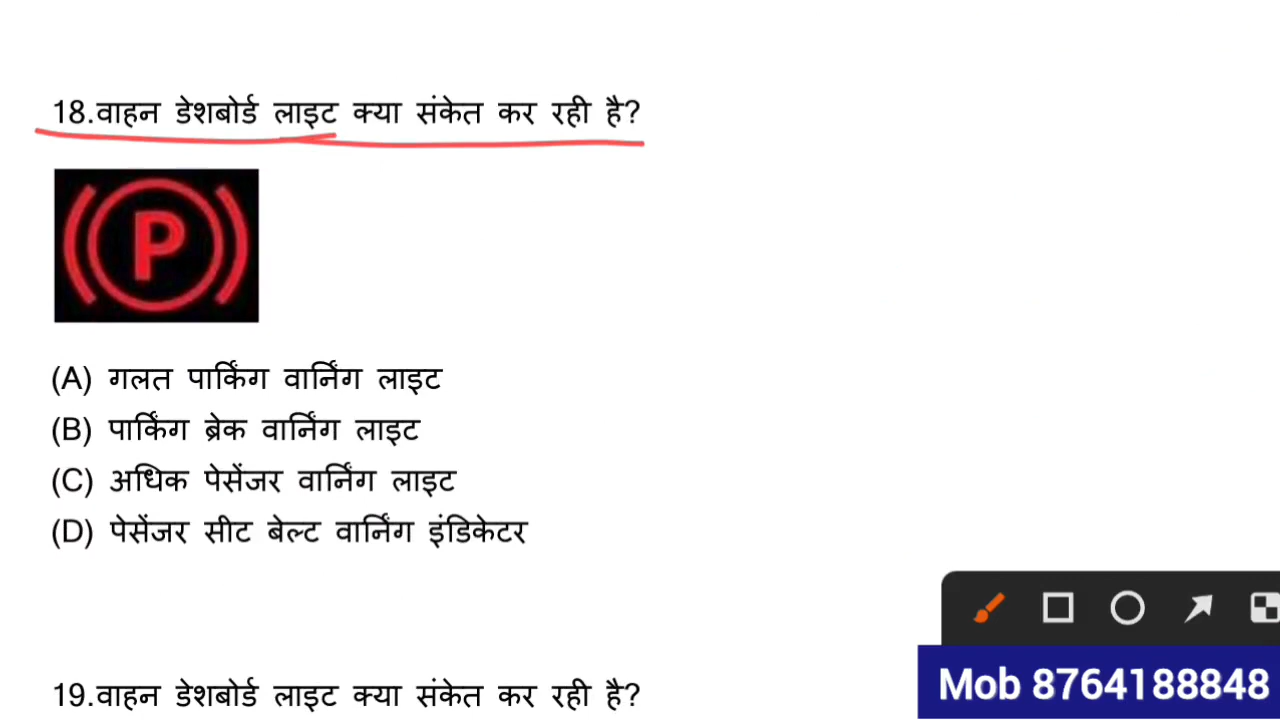 18.वाहन डेशबोर्ड लाइट क्या संकेत कर रही है?
P
(A) गलत पार्किंग वार्निंग लाइट
(B) पार्किंग ब्रेक वार्निंग लाइट
(C) अधिक पेसेंजर वार्निंग लाइट
(D) पेसेंजर सीट बेल्ट वार्निंग इंडिकेटर
Mob 8764188848
19.वाहन डेशबोर्ड लाइट क्या संकेत कर रही है?